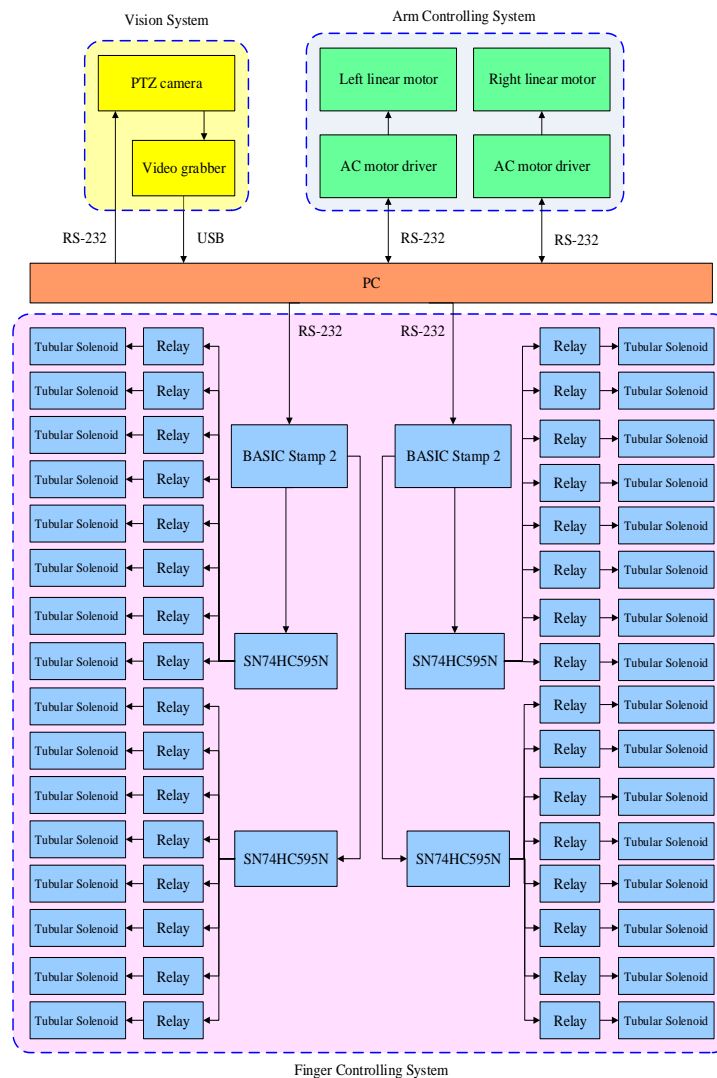 Vision System
Arm Controlling System
PTZ camera
Left linear motor
Right linear motor
Video grabber
AC motor driver
AC motor driver
RS-232
USB
RS-232
RS-232
PC
RS-232
RS-232
Tubular Solenoid Relay Relay Tubular Solenoid
Tubular Solenoid Relay Relay Tubular Solenoid
Tubular Solenoid Relay Relay Tubular Solenoid
BASIC Stamp 2 BASIC Stamp 2
Tubular Solenoid Relay Relay Tubular Solenoid
Tubular Solenoid Relay Relay Tubular Solenoid
Tubular Solenoid Relay Relay Tubular Solenoid
Tubular Solenoid Relay Relay Tubular Solenoid
Tubular Solenoid Relay SN74HC595N SN74HC595N Relay Tubular Solenoid
Tubular Solenoid Relay Relay Tubular Solenoid
Tubular Solenoid Relay Relay Tubular Solenoid
Tubular Solenoid Relay Relay Tubular Solenoid
Tubular Solenoid Relay Relay Tubular Solenoid
SN74HC595N SN74HC595N
Tubular Solenoid Relay Relay Tubular Solenoid
Tubular Solenoid Relay Relay Tubular Solenoid
Tubular Solenoid Relay Relay Tubular Solenoid
Tubular Solenoid Relay Relay Tubular Solenoid
Finger Controlling System